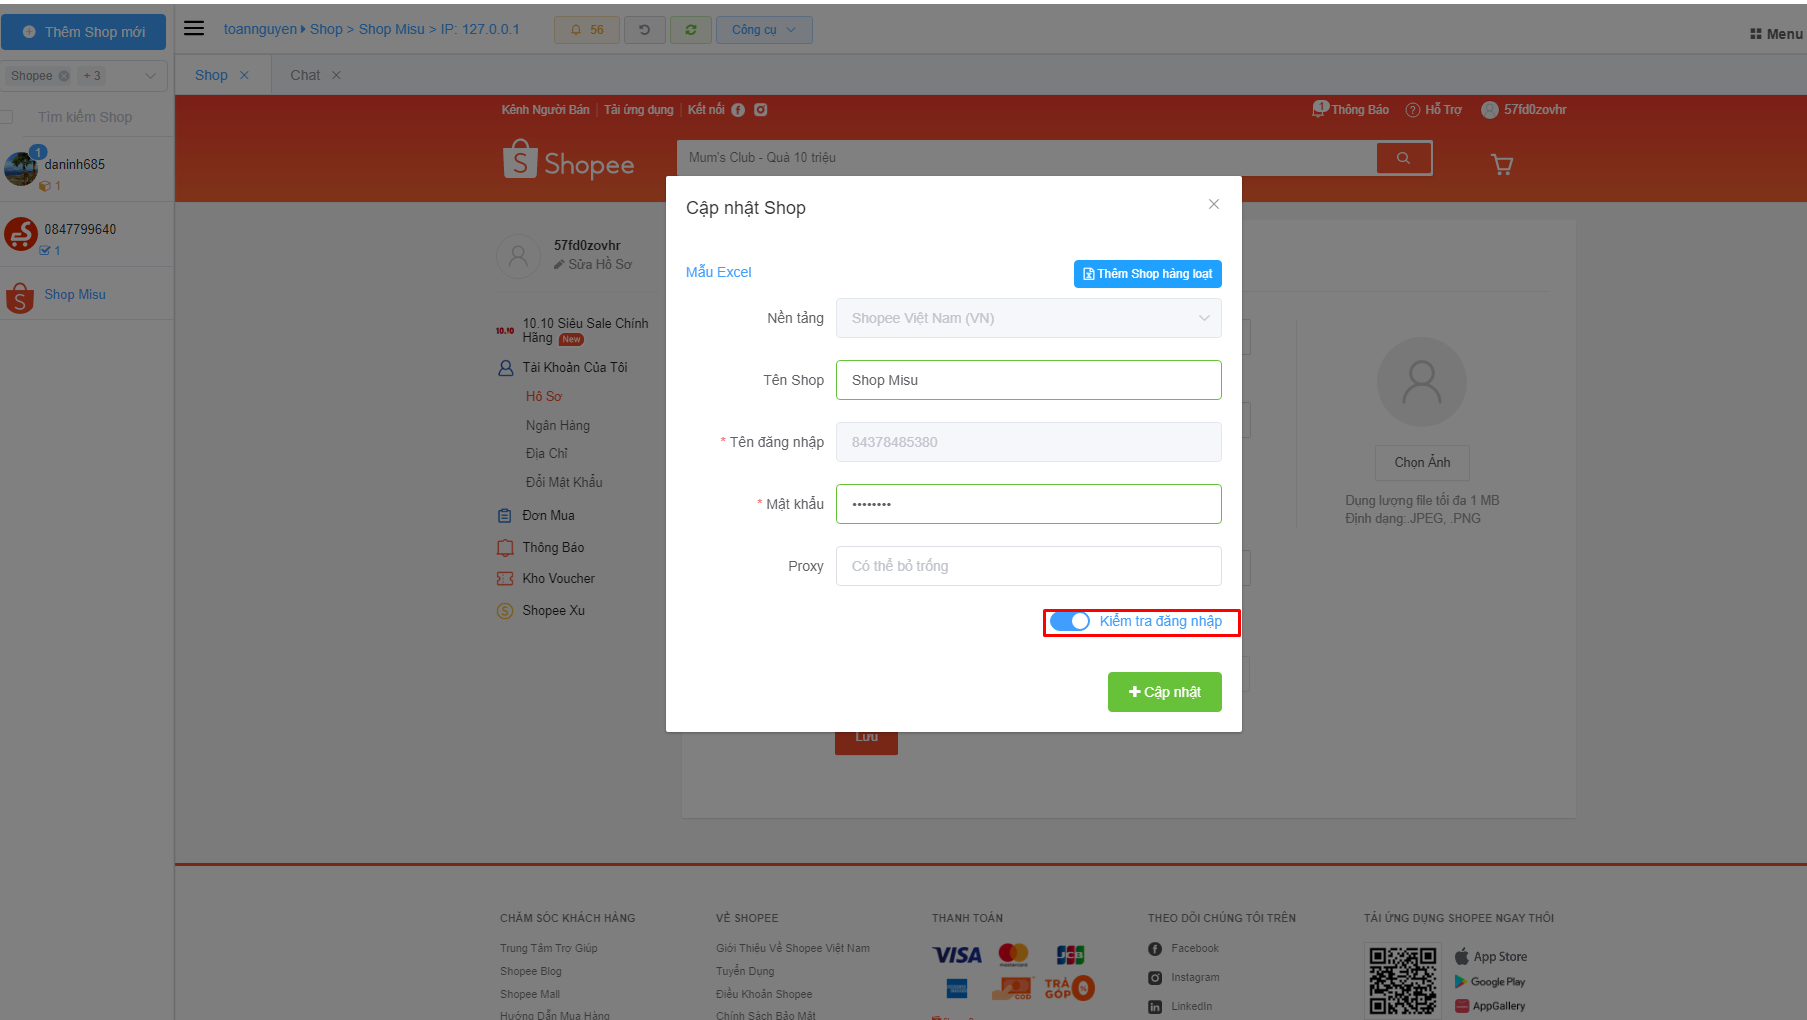 Thêm Shop mới
toannguyen Shop > Shop Misu > IP: 127.0.0.1
56
Công cụ
Menu
Shopee
+ 3
Shop
Chat
Tìm kiếm Shop
1
daninh685
1
0847799640
1
Shop Misu
Kênh Người Bán
Tải ứng dụng
Kết nối
1
Thông Báo
Hỗ Trợ
57fd0zovhr
Shopee
Mum's Club - Quà 10 triệu
57fd0zovhr
Sửa Hồ Sơ
10.10
10.10 Siêu Sale Chính
Hãng New
Tài Khoản Của Tôi
Hồ Sơ
Ngân Hàng
Địa Chỉ
Đổi Mật Khẩu
Đơn Mua
Thông Báo
Kho Voucher
Shopee Xu
Cập nhật Shop
Mẫu Excel
Thêm Shop hàng loạt
Nền tảng
Shopee Việt Nam (VN)
Tên Shop
Shop Misu
* Tên đăng nhập
84378485380
* Mật khẩu
••••••••
Proxy
Có thể bỏ trống
Kiểm tra đăng nhập
Cập nhật
Chọn Ảnh
Dụng lượng file tối đa 1 MB
Định dạng:.JPEG, .PNG
Lưu
CHĂM SÓC KHÁCH HÀNG
Trung Tâm Trợ Giúp
Shopee Blog
Shopee Mall
Hướng Dẫn Mua Hàng
VỀ SHOPEE
Giới Thiệu Về Shopee Việt Nam
Tuyển Dụng
Điều Khoản Shopee
Chính Sách Bảo Mật
THANH TOÁN
VISA
mastercard
JCB
COD
TRẢ
GÓP
THEO DÕI CHÚNG TÔI TRÊN
Facebook
Instagram
LinkedIn
TẢI ỨNG DỤNG SHOPEE NGAY THÔI
App Store
Google Play
AppGallery